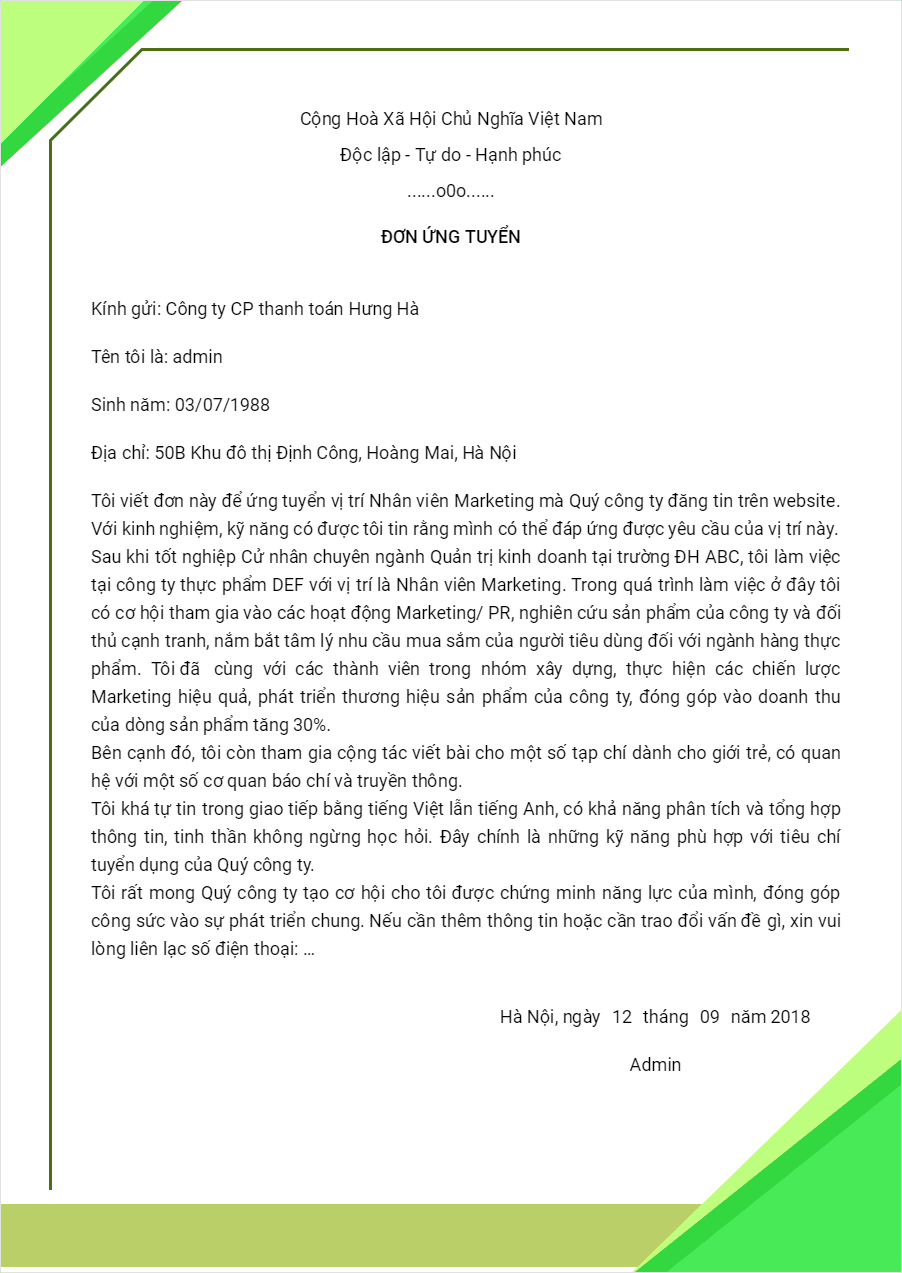 Cộng Hoà Xã Hội Chủ Nghĩa Việt Nam
Độc lập - Tự do - Hạnh phúc
......o0o......
ĐƠN ỨNG TUYỂN
Kính gửi: Công ty CP thanh toán Hưng Hà
Tên tôi là: admin
Sinh năm: 03/07/1988
Địa chỉ: 50B Khu đô thị Định Công, Hoàng Mai, Hà Nội
Tôi viết đơn này để ứng tuyển vị trí Nhân viên Marketing mà Quý công ty đăng tin trên website.
Với kinh nghiệm, kỹ năng có được tôi tin rằng mình có thể đáp ứng được yêu cầu của vị trí này.
Sau khi tốt nghiệp Cử nhân chuyên ngành Quản trị kinh doanh tại trường ĐH ABC, tôi làm việc
tại công ty thực phẩm DEF với vị trí là Nhân viên Marketing. Trong quá trình làm việc ở đây tôi
có cơ hội tham gia vào các hoạt động Marketing/ PR, nghiên cứu sản phẩm của công ty và đối
thủ cạnh tranh, nắm bắt tâm lý nhu cầu mua sắm của người tiêu dùng đối với ngành hàng thực
phẩm. Tôi đã cùng với các thành viên trong nhóm xây dựng, thực hiện các chiến lược
Marketing hiệu quả, phát triển thương hiệu sản phẩm của công ty, đóng góp vào doanh thu
của dòng sản phẩm tăng 30%.
Bên cạnh đó, tôi còn tham gia cộng tác viết bài cho một số tạp chí dành cho giới trẻ, có quan
hệ với một số cơ quan báo chí và truyền thông.
Tôi khá tự tin trong giao tiếp bằng tiếng Việt lẫn tiếng Anh, có khả năng phân tích và tổng hợp
thông tin, tinh thần không ngừng học hỏi. Đây chính là những kỹ năng phù hợp với tiêu chí
tuyển dụng của Quý công ty.
Tôi rất mong Quý công ty tạo cơ hội cho tôi được chứng minh năng lực của mình, đóng góp
công sức vào sự phát triển chung. Nếu cần thêm thông tin hoặc cần trao đổi vấn đề gì, xin vui
lòng liên lạc số điện thoại: …
Hà Nội, ngày 12 tháng 09 năm 2018
Admin